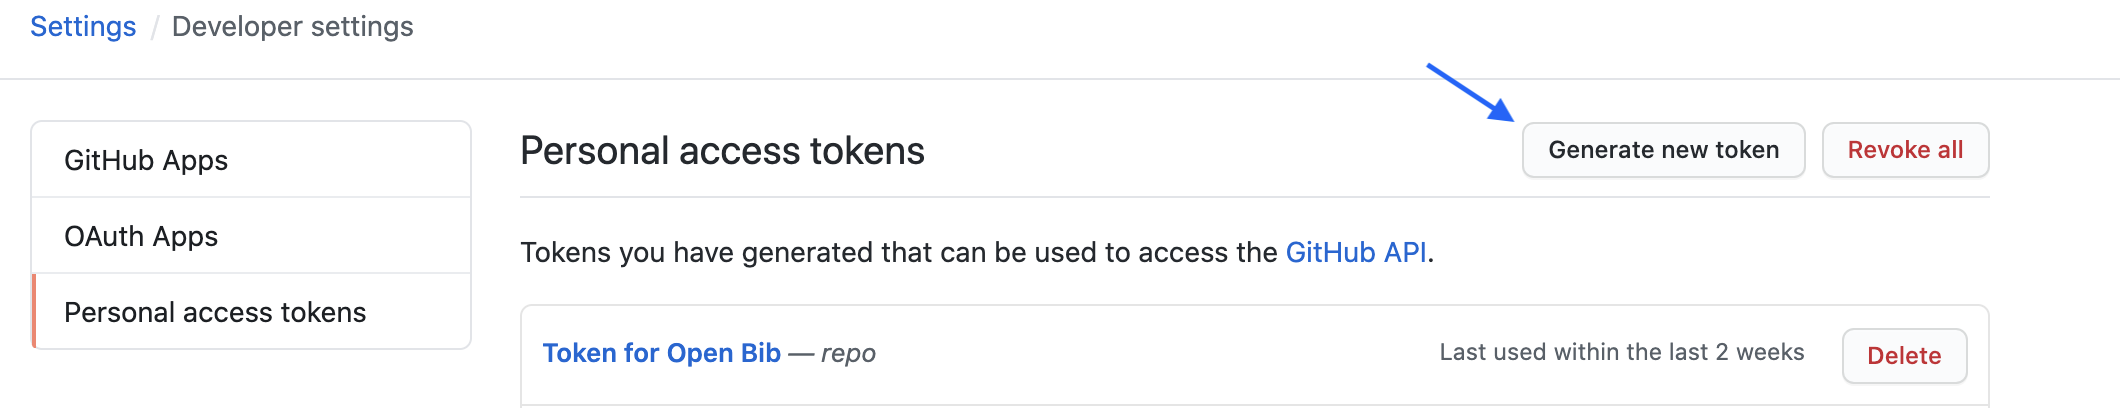 Settings / Developer settings
GitHub Apps
OAuth Apps
Personal access tokens
Personal access tokens
Generate new token
Revoke all
Tokens you have generated that can be used to access the GitHub API.
Token for Open Bib — repo
Last used within the last 2 weeks
Delete